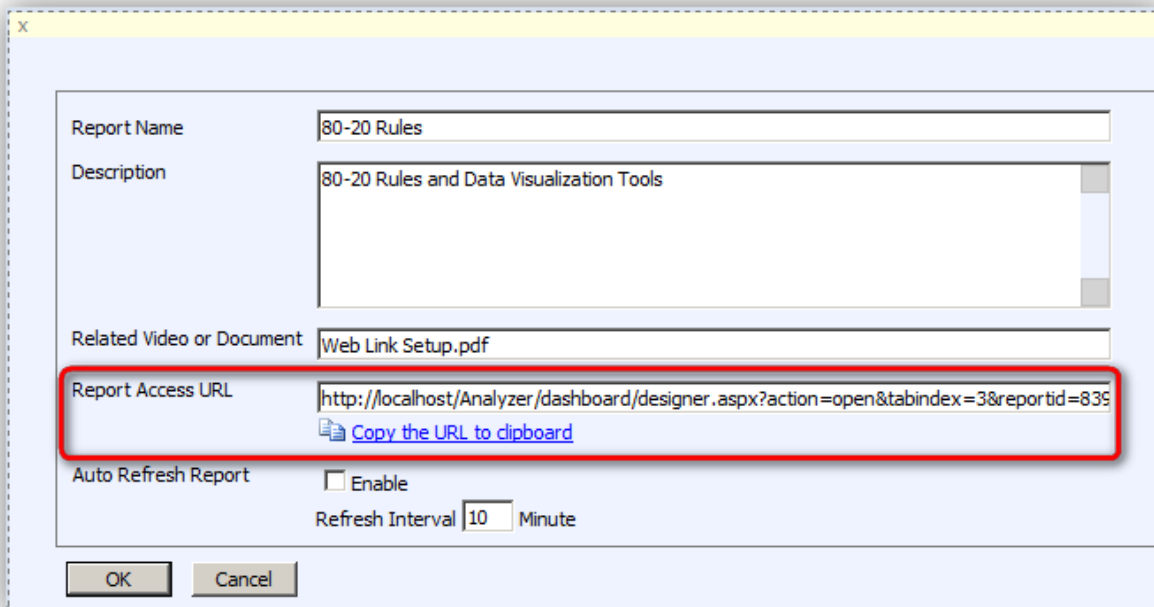 x
Report Name 80-20 Rules
Description 80-20 Rules and Data Visualization Tools
Related Video or Document Web Link Setup.pdf
Report Access URL http://localhost/Analyzer/dashboard/designer.aspx?action=open&tabindex=3&reportid=839
Copy the URL to clipboard
Auto Refresh Report Enable
Refresh Interval 10 Minute
OK Cancel